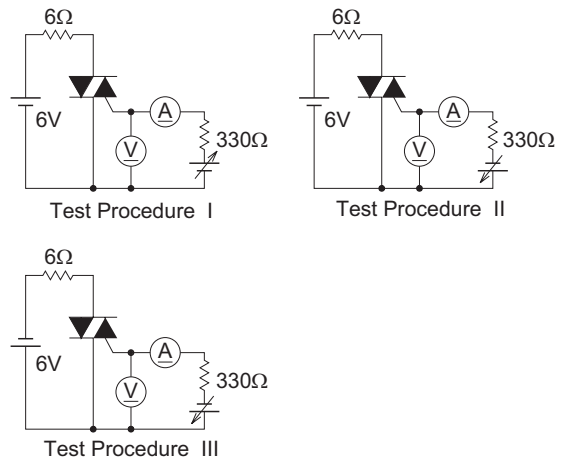 6Ω
6V
A
V
330Ω
Test Procedure I
6Ω
6V
A
V
330Ω
Test Procedure II
6Ω
6V
A
V
330Ω
Test Procedure III